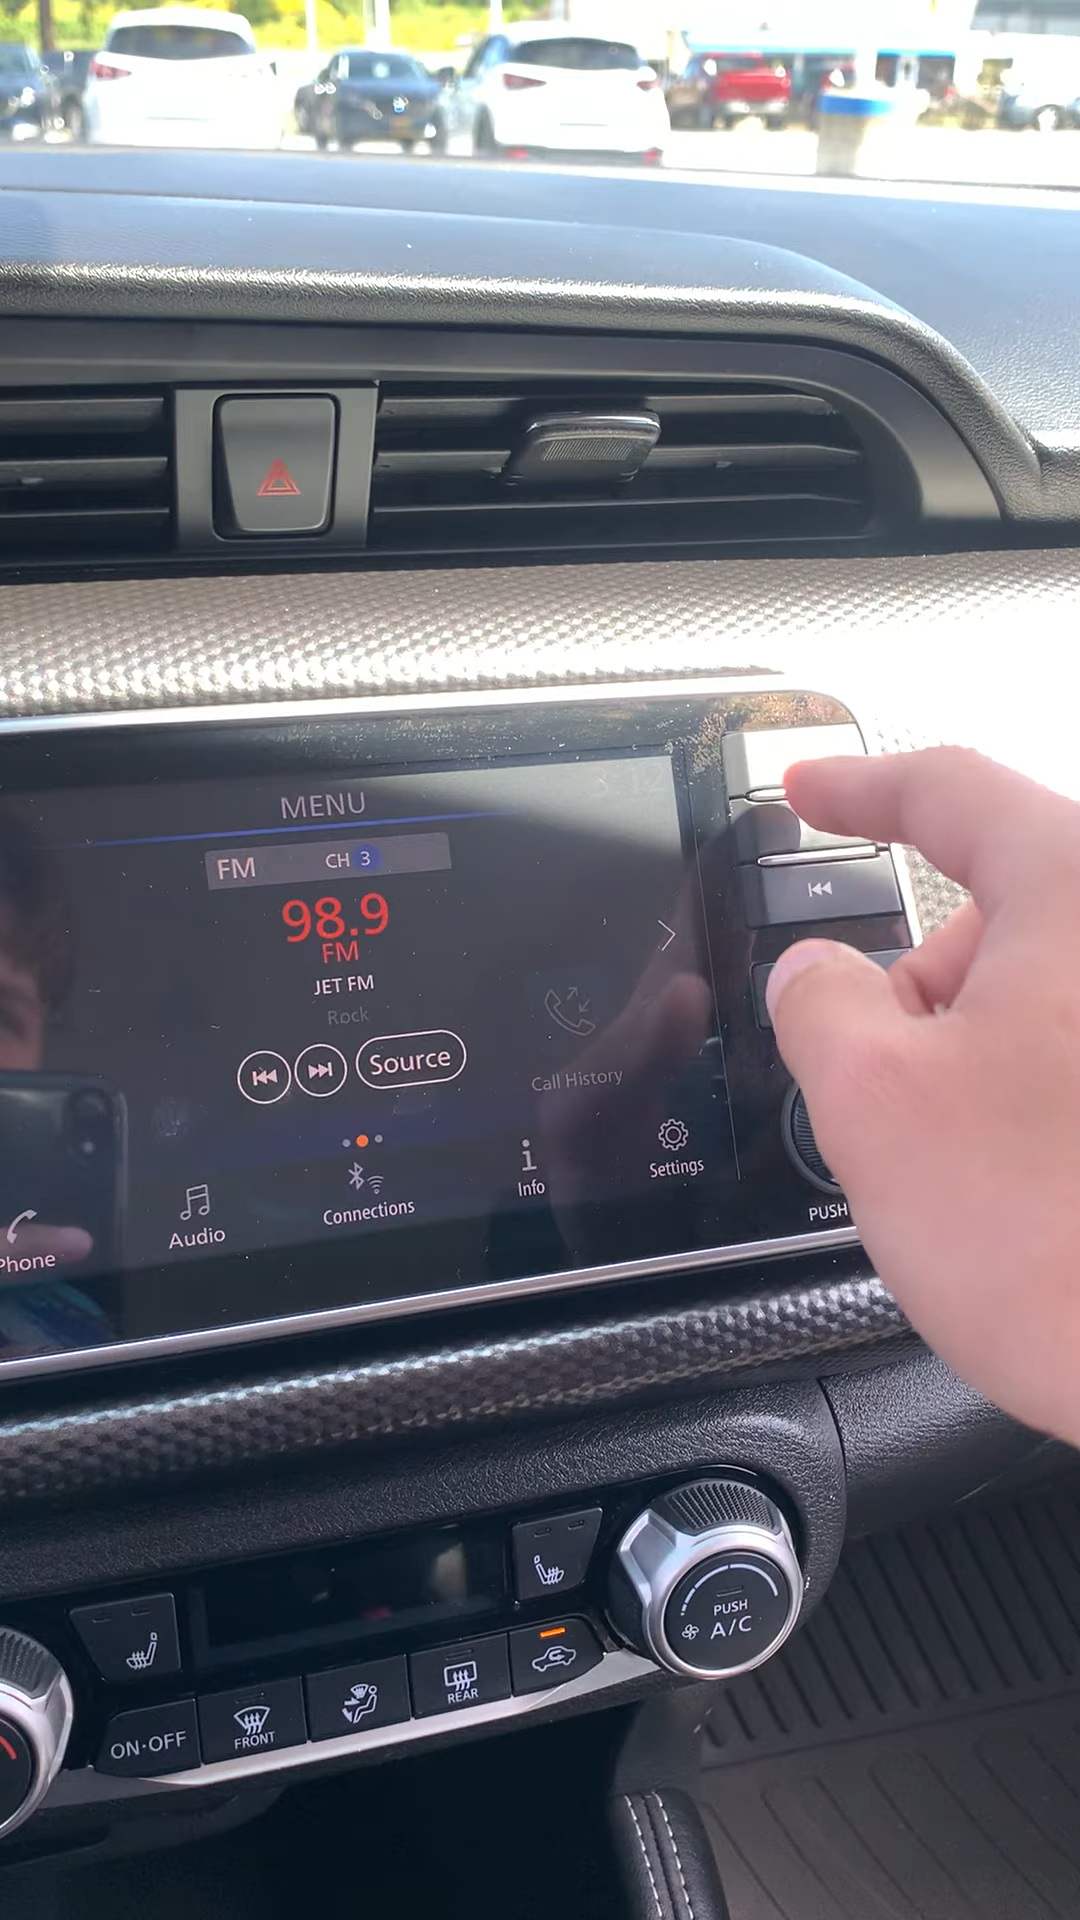 MENU
FM CH 3
98.9
FM
JET FM
Rock
Source
Call History
Phone
Audio
Connections
Info
Settings
PUSH
PUSH
A/C
ON·OFF
FRONT
REAR